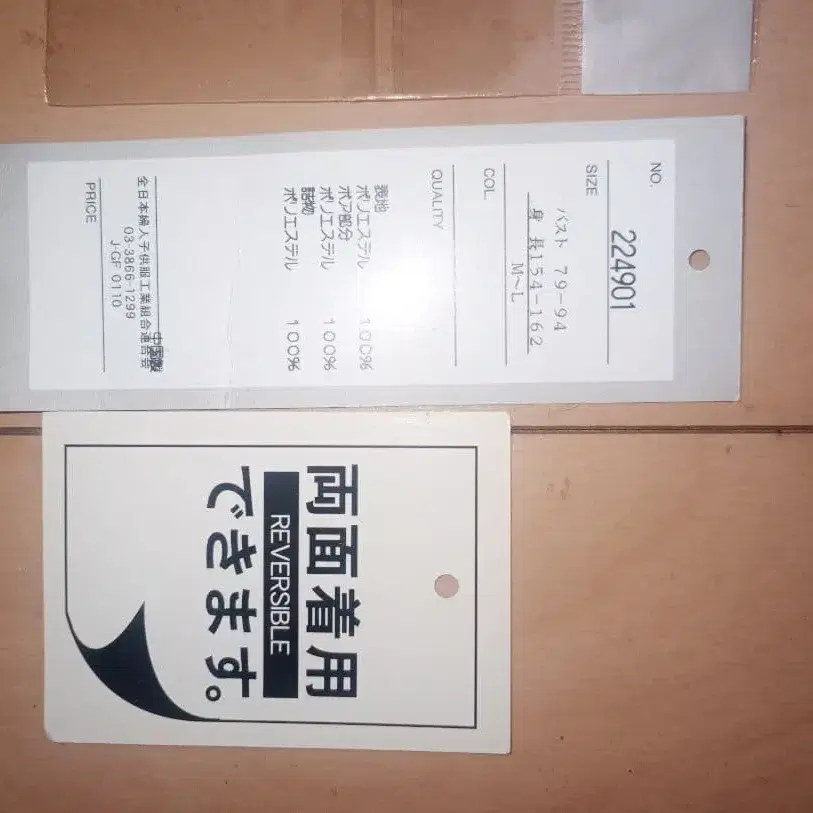 NO.
224901
SIZE
バスト 79-94
身 長154-162
M~L
COL.
QUALITY
表地
ポリエステル 100%
ボア部分
ポリエステル 100%
詰物
ポリエステル 100%
中国製
全日本婦人子供服工業組合連合会
03-3866-1299
J-GF 0110
PRICE
両面着用
REVERSIBLE
できます。